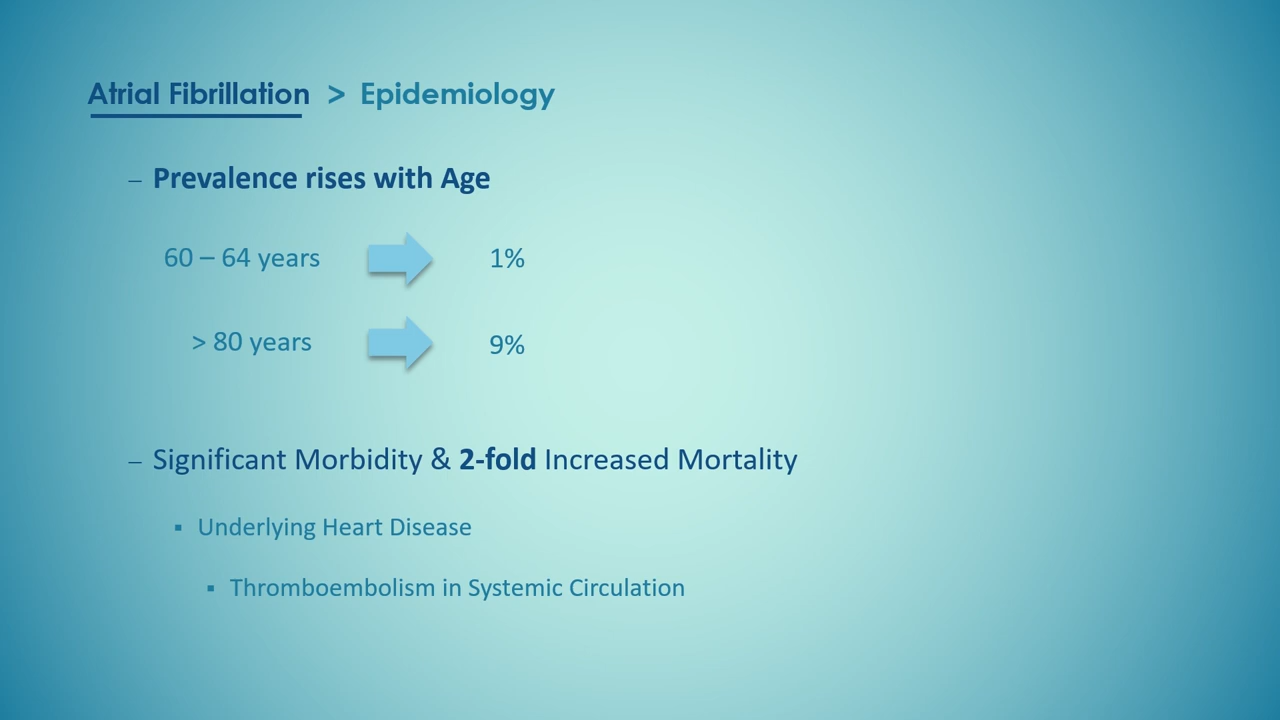 Atrial Fibrillation > Epidemiology
– Prevalence rises with Age
60 – 64 years 1%
> 80 years 9%
– Significant Morbidity & 2-fold Increased Mortality
▪ Underlying Heart Disease
▪ Thromboembolism in Systemic Circulation